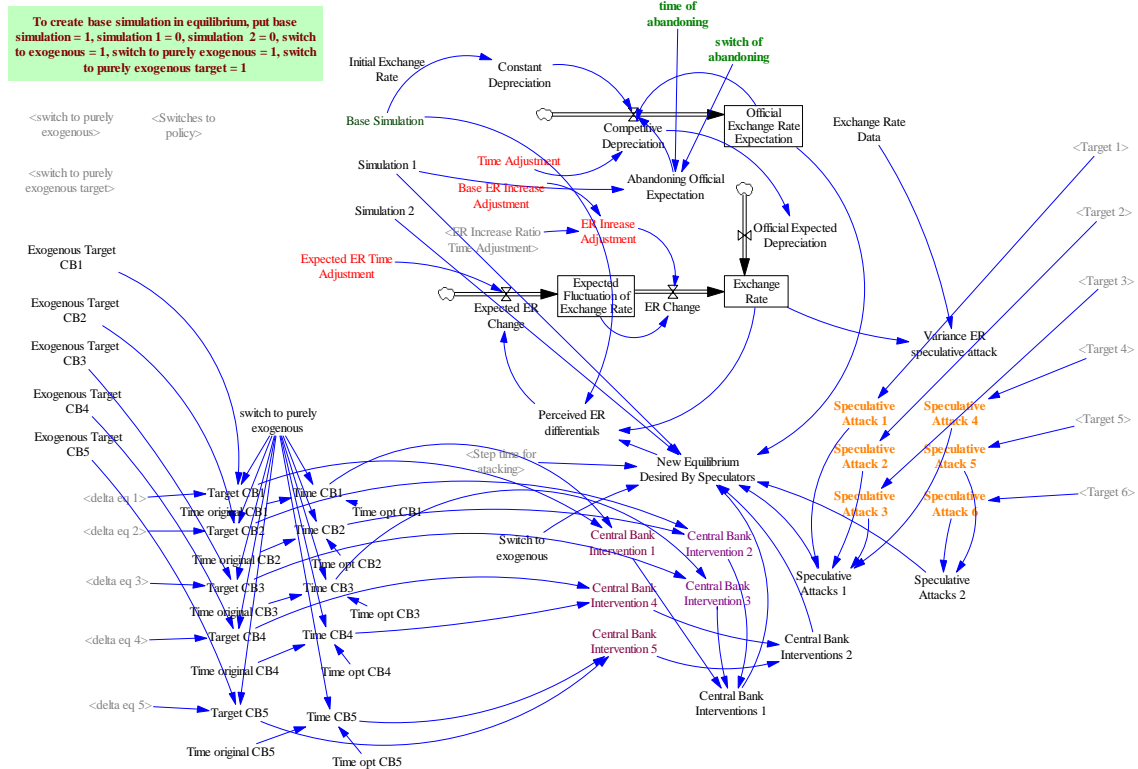 To create base simulation in equilibrium, put base
simulation = 1, simulation 1 = 0, simulation 2 = 0, switch
to exogenous = 1, switch to purely exogenous = 1, switch
to purely exogenous target = 1
time of
abandoning
switch of
abandoning
Initial Exchange
Rate
Constant
Depreciation
<switch to purely
exogenous>
<Switches to
policy>
Base Simulation
Competitive
Depreciation
Official
Exchange Rate
Expectation
Exchange Rate
Data
<Target 1>
<switch to purely
exogenous target>
Simulation 1
Time Adjustment
Base ER Increase
Adjustment
Abandoning Official
Expectation
Simulation 2
<ER Increase Ratio
Time Adjustment>
ER Inrease
Adjustment
Official Expected
Depreciation
<Target 2>
Exogenous Target
CB1
Expected ER Time
Adjustment
<Target 3>
Exogenous Target
CB2
Expected ER
Change
Expected
Fluctuation of
Exchange Rate
ER Change
Exchange
Rate
Exogenous Target
CB3
Variance ER
speculative attack
<Target 4>
Exogenous Target
CB4
switch to purely
exogenous
Perceived ER
differentials
Speculative
Attack 1
Speculative
Attack 4
<Target 5>
Exogenous Target
CB5
<Step time for
atacking>
New Equilibrium
Desired By Speculators
Speculative
Attack 2
Speculative
Attack 5
<Target 6>
<delta eq 1>
Target CB1
Time CB1
Time original CB1
Time opt CB1
Speculative
Attack 3
Speculative
Attack 6
<delta eq 2>
Target CB2
Time CB2
Time original CB2
Time opt CB2
Switch to
exogenous
Central Bank
Intervention 1
Central Bank
Intervention 2
<delta eq 3>
Target CB3
Time CB3
Time original CB3
Time opt CB3
Central Bank
Intervention 4
Central Bank
Intervention 3
Speculative
Attacks 1
Speculative
Attacks 2
<delta eq 4>
Target CB4
Time CB4
Time original CB4
Time opt CB4
Central Bank
Intervention 5
Central Bank
Interventions 2
<delta eq 5>
Target CB5
Time CB5
Time original CB5
Time opt CB5
Central Bank
Interventions 1